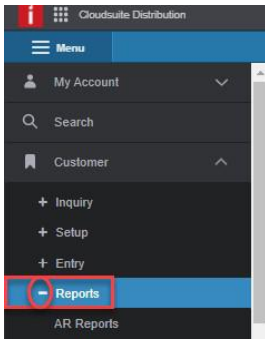 Cloudsuite Distribution
Menu
My Account
Search
Customer
+ Inquiry
+ Setup
+ Entry
- Reports
AR Reports